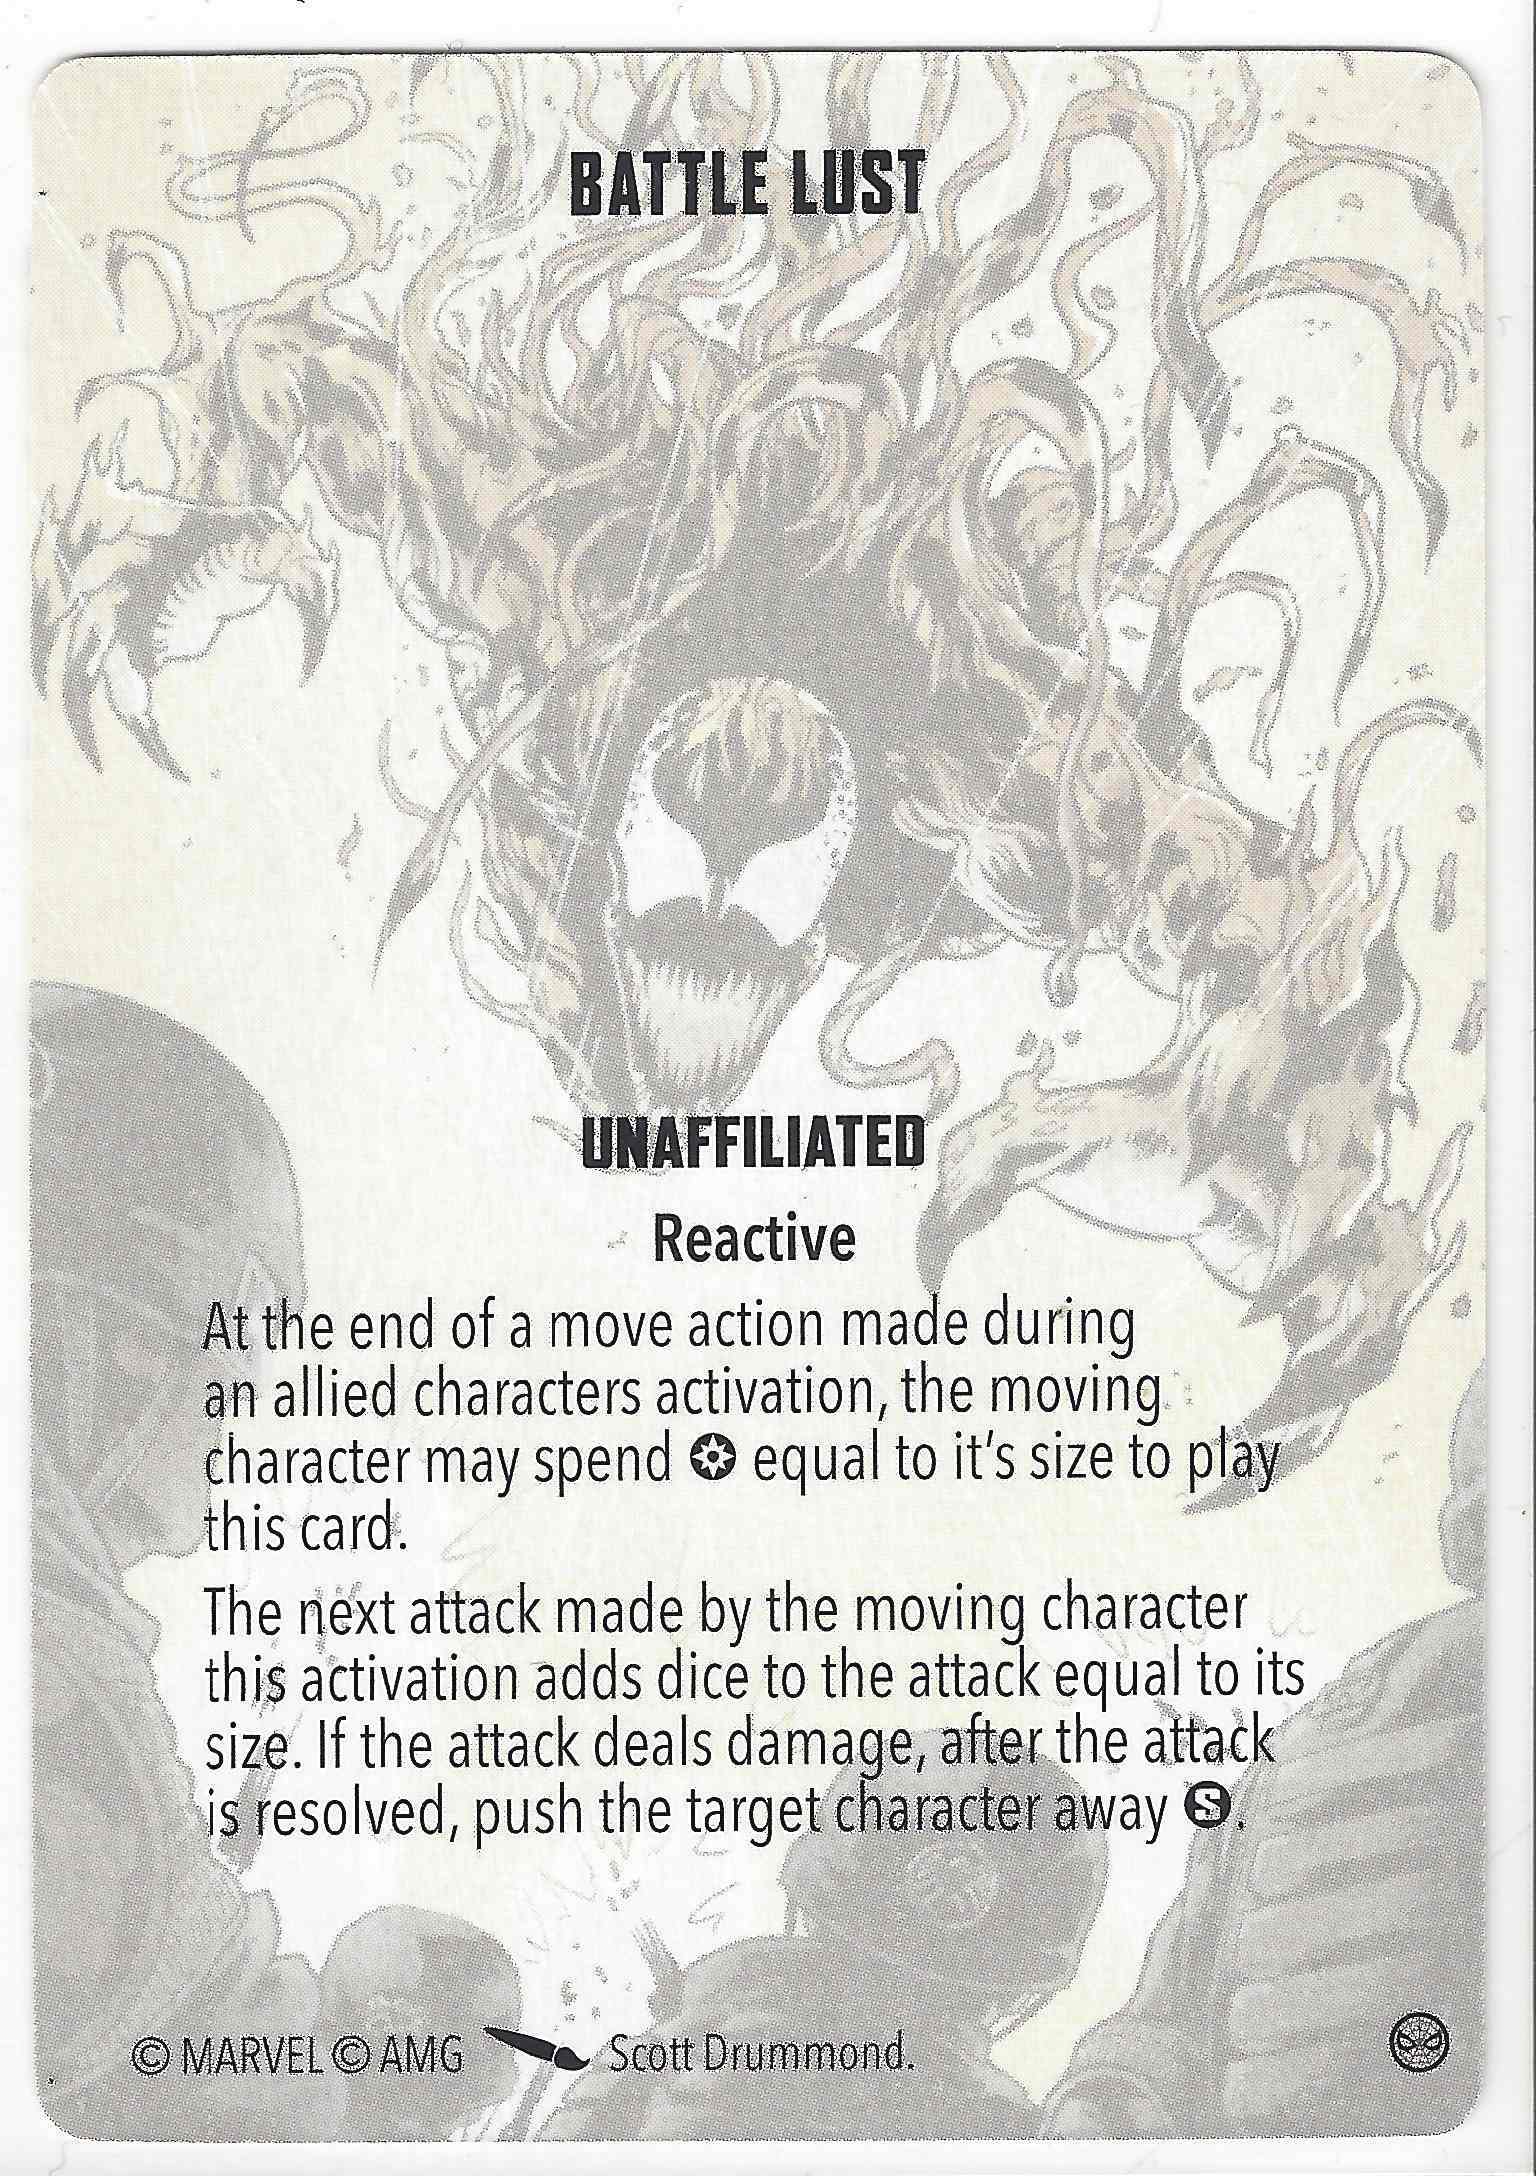 BATTLE LUST
UNAFFILIATED
Reactive
At the end of a move action made during
an allied characters activation, the moving
character may spend equal to it's size to play
this card.
The next attack made by the moving character
this activation adds dice to the attack equal to its
size. If the attack deals damage, after the attack
is resolved, push the target character away S.
© MARVEL © AMG Scott Drummond.